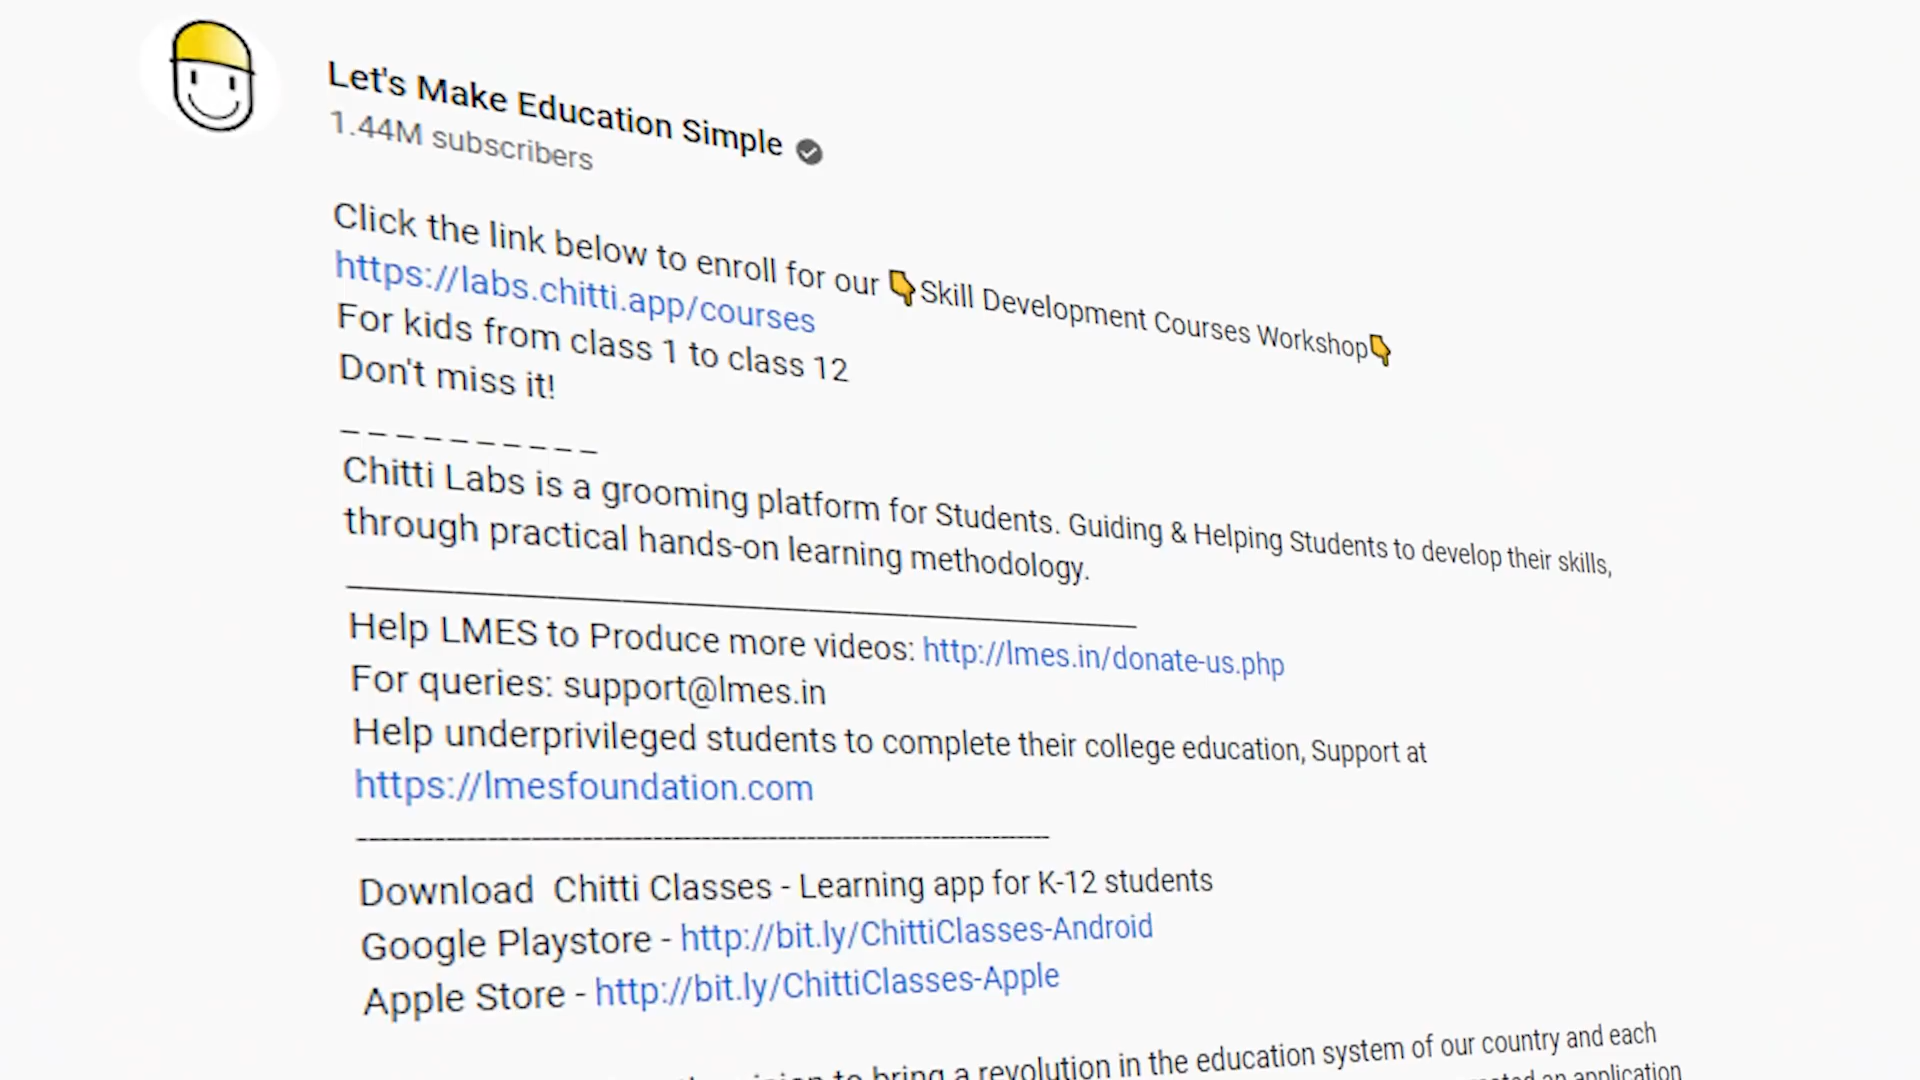 Let's Make Education Simple
1.44M subscribers
Click the link below to enroll for our 👇Skill Development Courses Workshop👇
https://labs.chitti.app/courses
For kids from class 1 to class 12
Don't miss it!
_ _ _ _ _ _ _ _ _ _
Chitti Labs is a grooming platform for Students. Guiding & Helping Students to develop their skills,
through practical hands-on learning methodology.
Help LMES to Produce more videos: http://lmes.in/donate-us.php
For queries: support@lmes.in
Help underprivileged students to complete their college education, Support at
https://lmesfoundation.com
Download Chitti Classes - Learning app for K-12 students
Google Playstore - http://bit.ly/ChittiClasses-Android
Apple Store - http://bit.ly/ChittiClasses-Apple
to bring a revolution in the education system of our country and each
an application